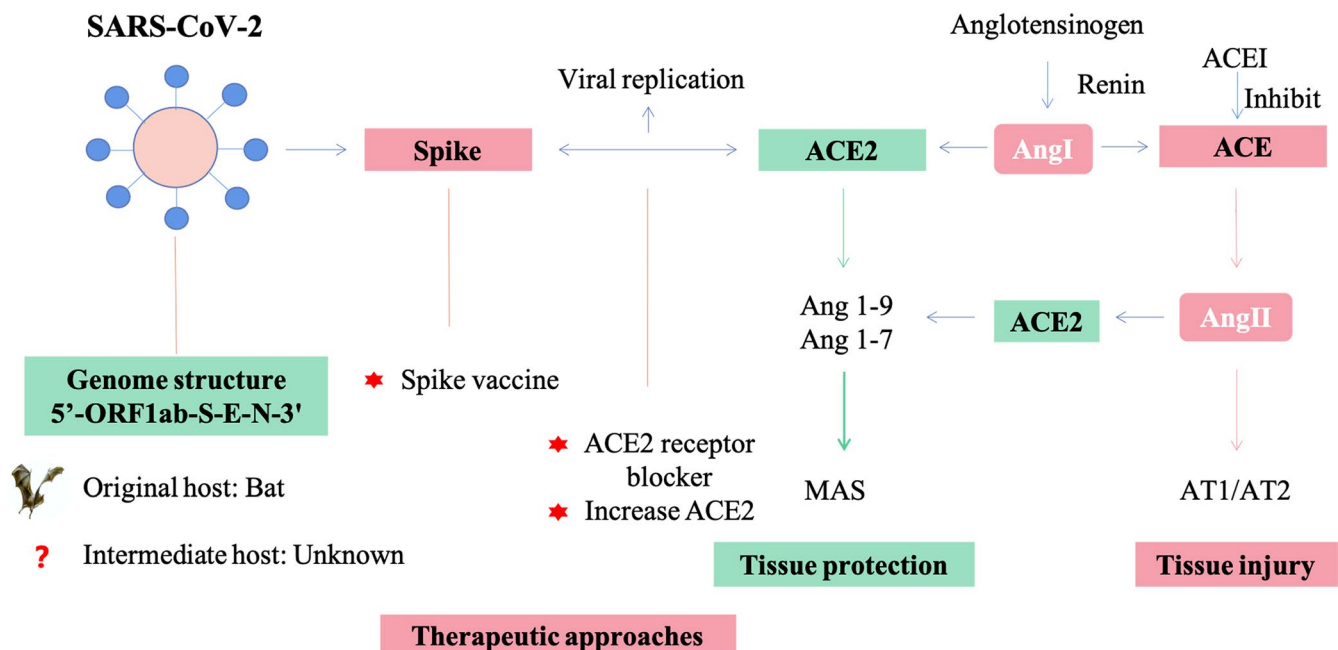 SARS-CoV-2
Anglotensinogen
ACEI
Viral replication
Renin
Inhibit
Spike
ACE2
AngI
ACE
Ang 1-9
Ang 1-7
ACE2
AngII
Genome structure
5’-ORF1ab-S-E-N-3'
Spike vaccine
ACE2 receptor
blocker
Increase ACE2
Original host: Bat
MAS
AT1/AT2
? Intermediate host: Unknown
Tissue protection
Tissue injury
Therapeutic approaches